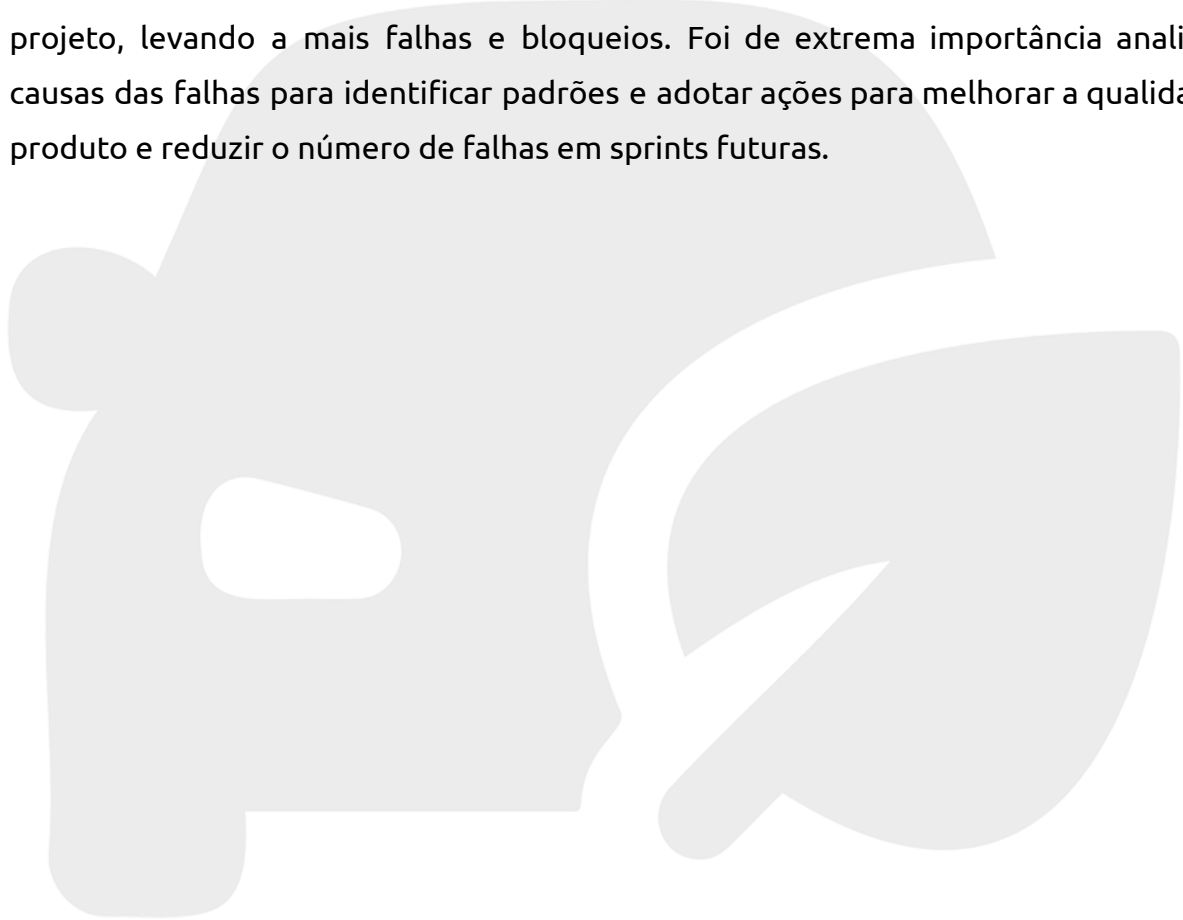 projeto, levando a mais falhas e bloqueios. Foi de extrema importância anali
causas das falhas para identificar padrões e adotar ações para melhorar a qualida
produto e reduzir o número de falhas em sprints futuras.